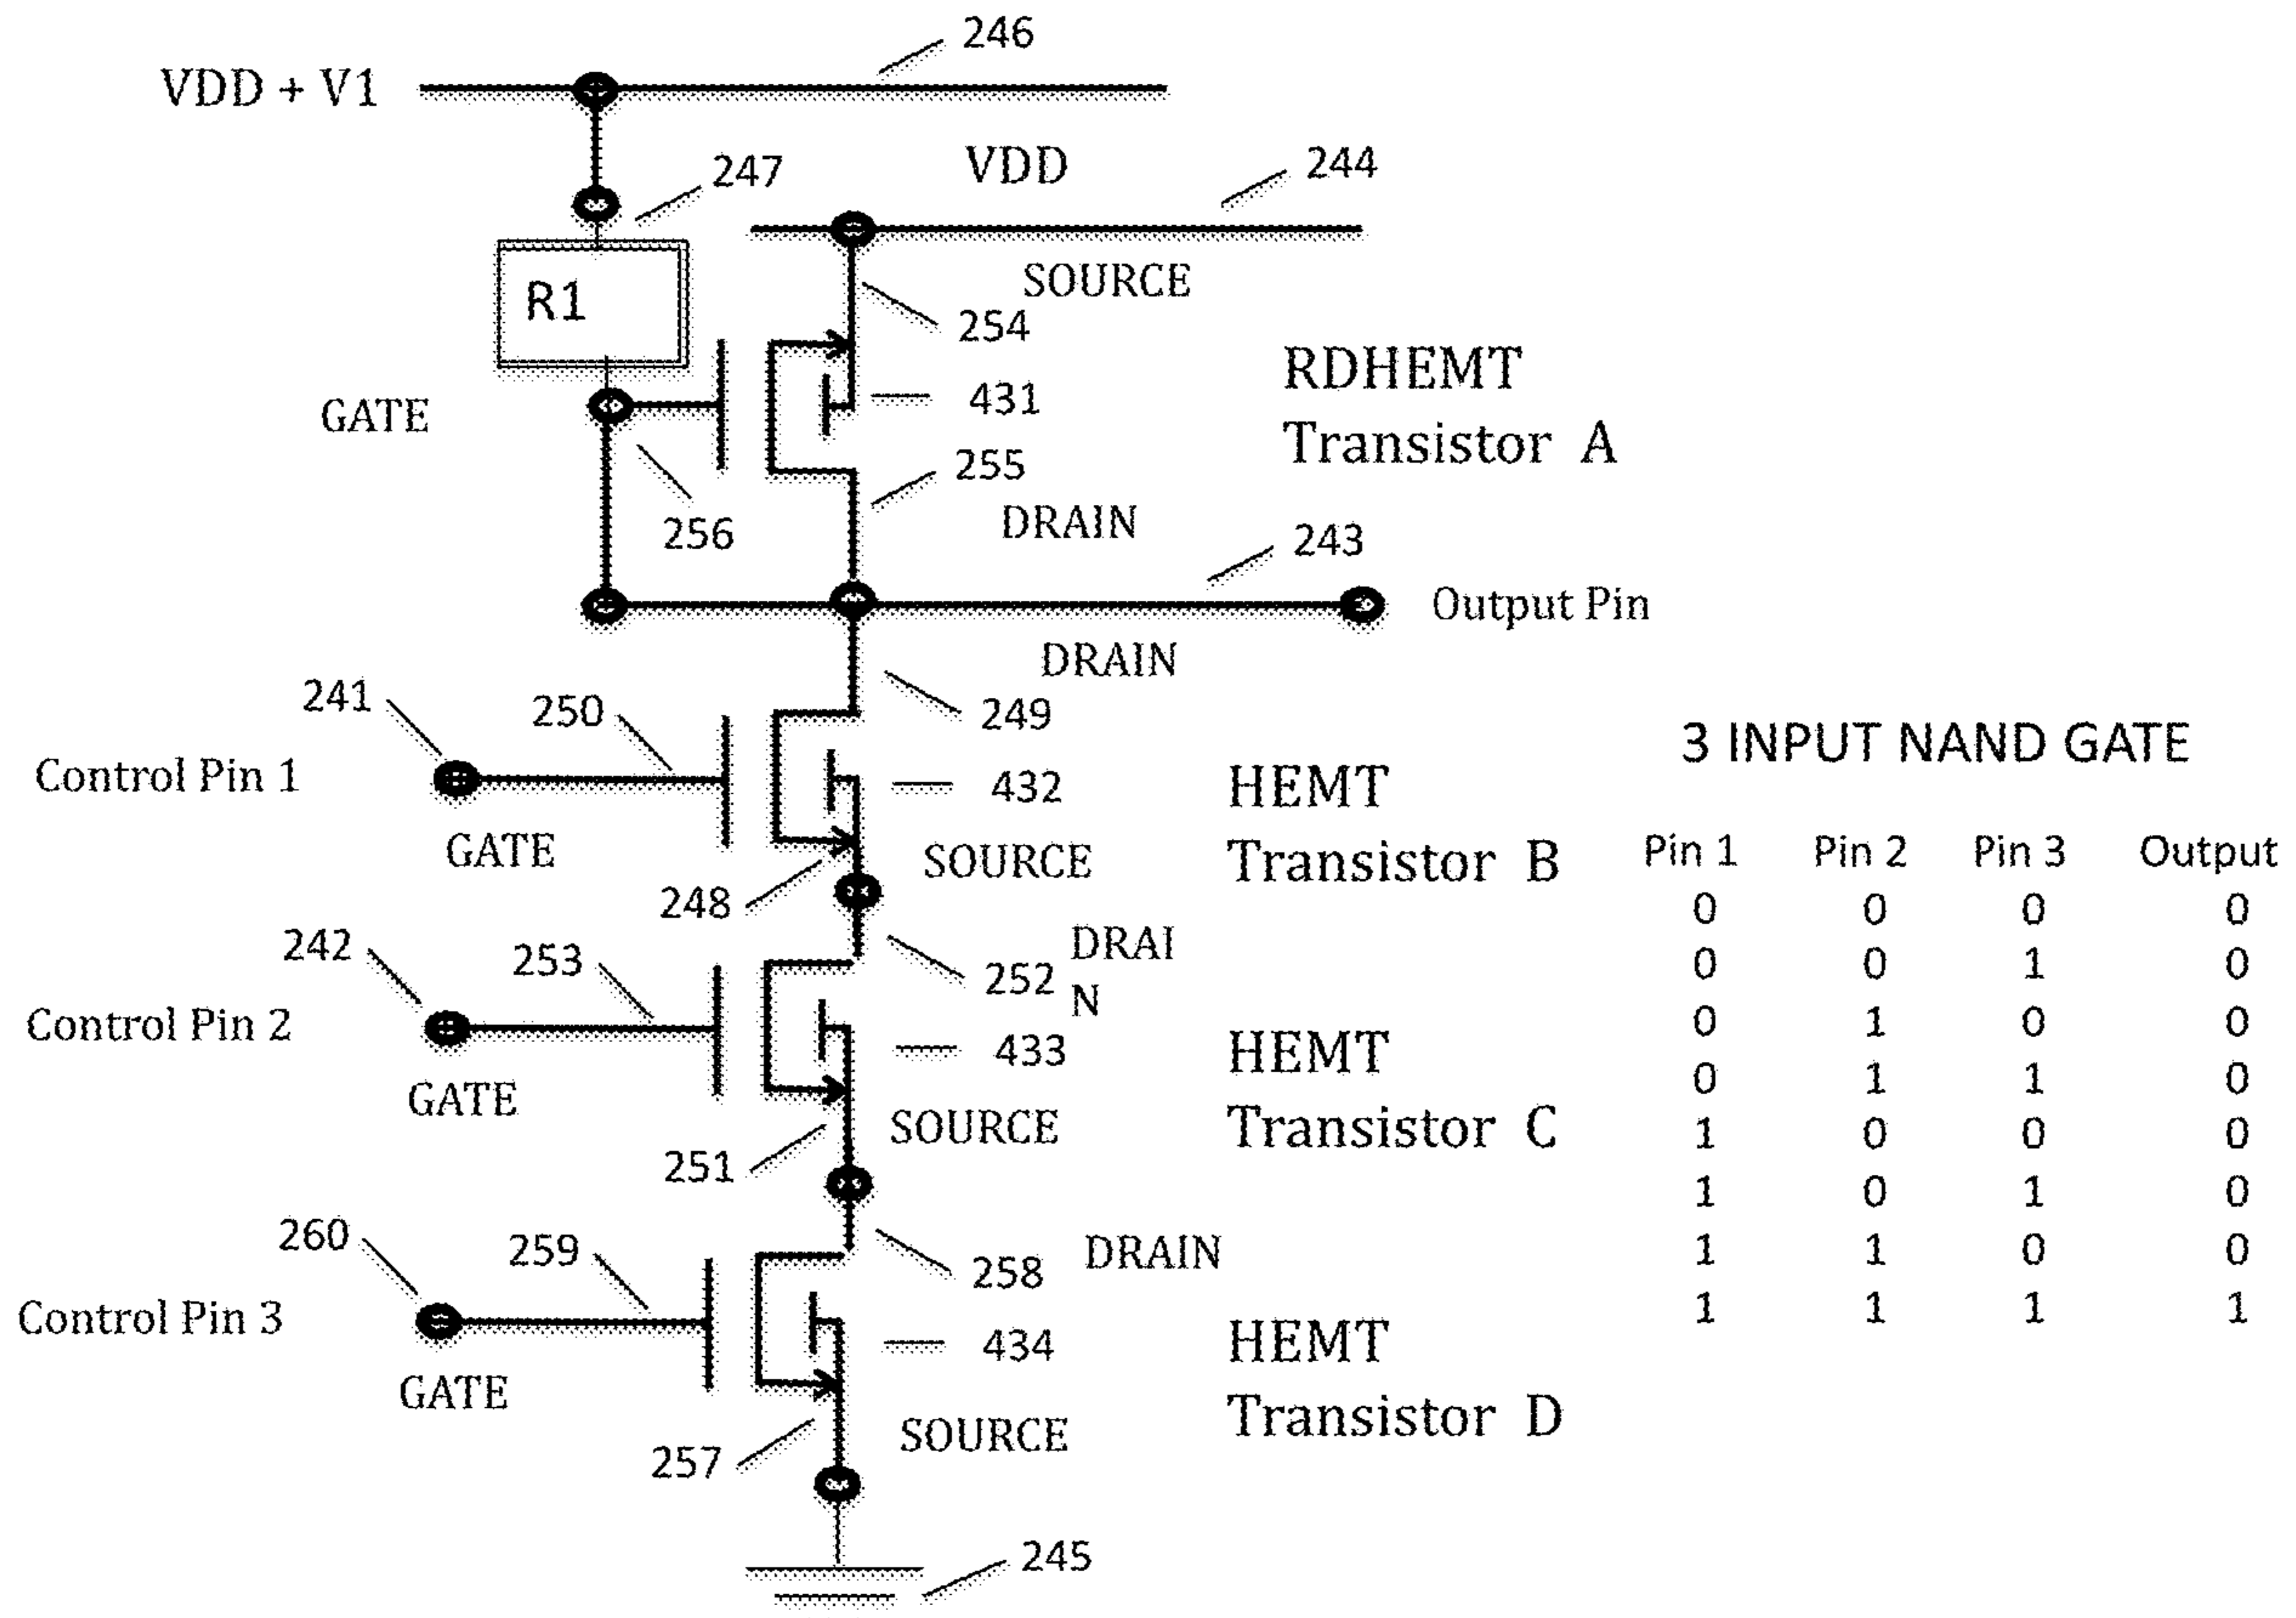 246
VDD + V1
VDD
244
247
R1
SOURCE
254
GATE
431
RDHEMT
Transistor A
255
256
DRAIN
243
Output Pin
DRAIN
241
250
249
Control Pin 1
432
HEMT
Transistor B
GATE
SOURCE
248
242
253
DRAI
N
252
Control Pin 2
433
HEMT
Transistor C
GATE
SOURCE
251
260
259
258
DRAIN
Control Pin 3
434
HEMT
Transistor D
GATE
SOURCE
257
245
3 INPUT NAND GATE
Pin 1 Pin 2 Pin 3 Output
0 0 0 0
0 0 1 0
0 1 0 0
0 1 1 0
1 0 0 0
1 0 1 0
1 1 0 0
1 1 1 1